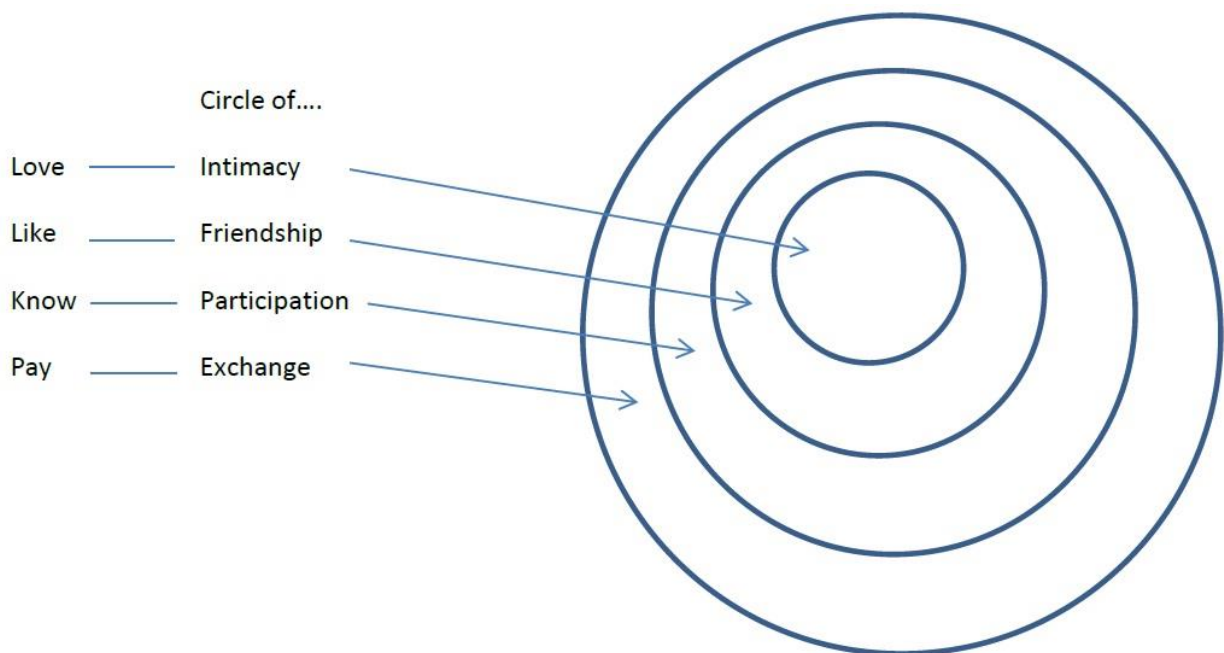 Circle of....
Love Intimacy
Like Friendship
Know Participation
Pay Exchange